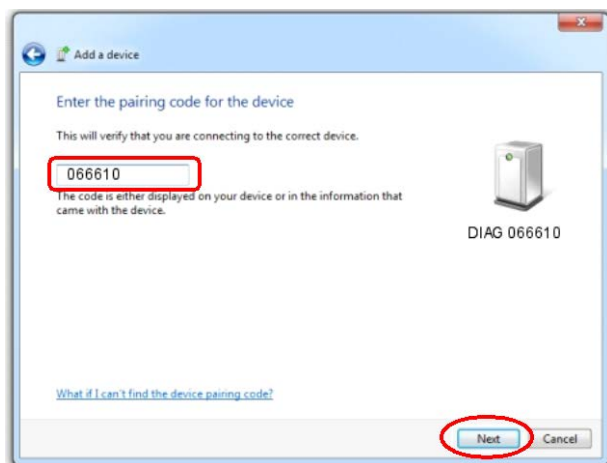 Add a device
Enter the pairing code for the device
This will verify that you are connecting to the correct device.
066610
The code is either displayed on your device or in the information that
came with the device.
DIAG 066610
What if I can't find the device pairing code?
Next
Cancel